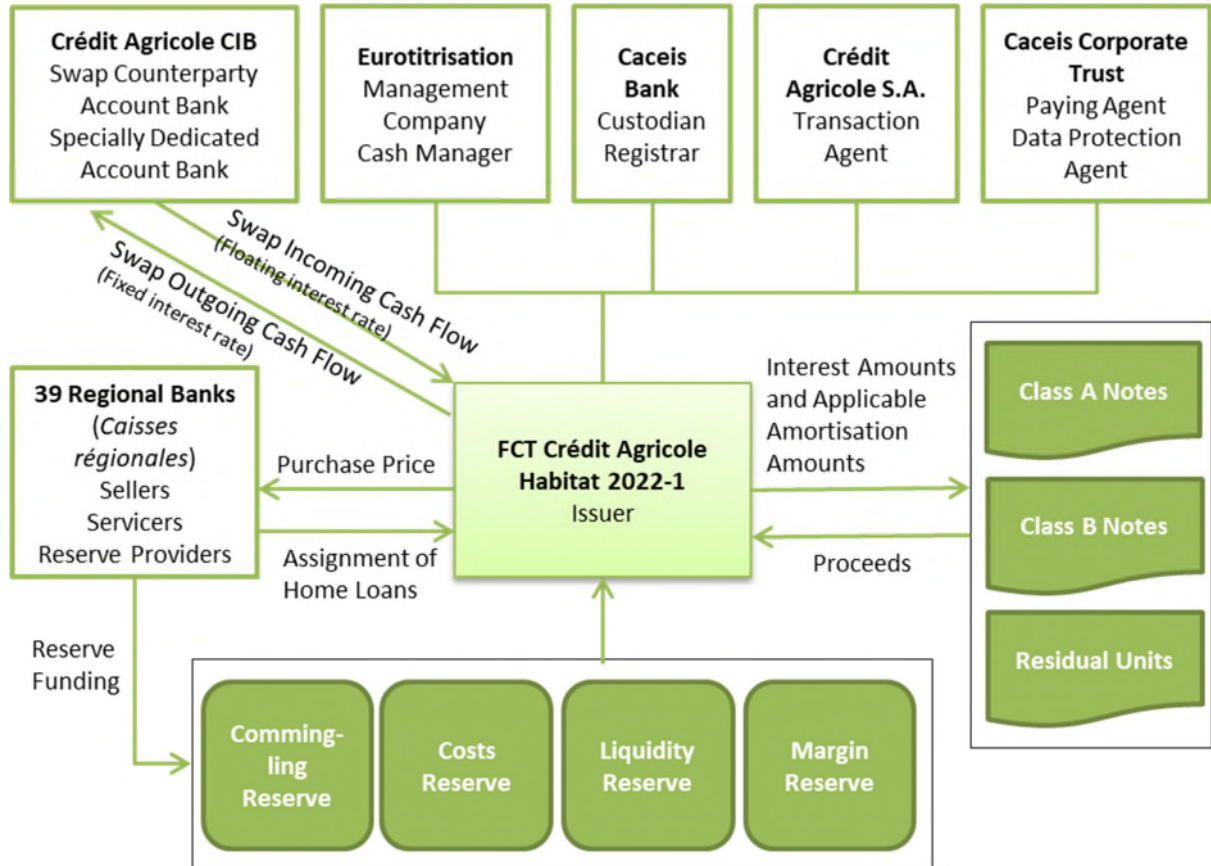 Crédit Agricole CIB
Swap Counterparty
Account Bank
Specially Dedicated
Account Bank
Eurotitrisation
Management
Company
Cash Manager
Caceis
Bank
Custodian
Registrar
Crédit
Agricole S.A.
Transaction
Agent
Caceis Corporate
Trust
Paying Agent
Data Protection
Agent
Swap Incoming Cash Flow
(Floating interest rate)
Swap Outgoing Cash Flow
(Fixed interest rate)
39 Regional Banks
(Caisses
régionales)
Sellers
Servicers
Reserve Providers
Purchase Price
Assignment of
Home Loans
FCT Crédit Agricole
Habitat 2022-1
Issuer
Interest Amounts
and Applicable
Amortisation
Amounts
Proceeds
Class A Notes
Class B Notes
Residual Units
Reserve
Funding
Comming-
ling
Reserve
Costs
Reserve
Liquidity
Reserve
Margin
Reserve